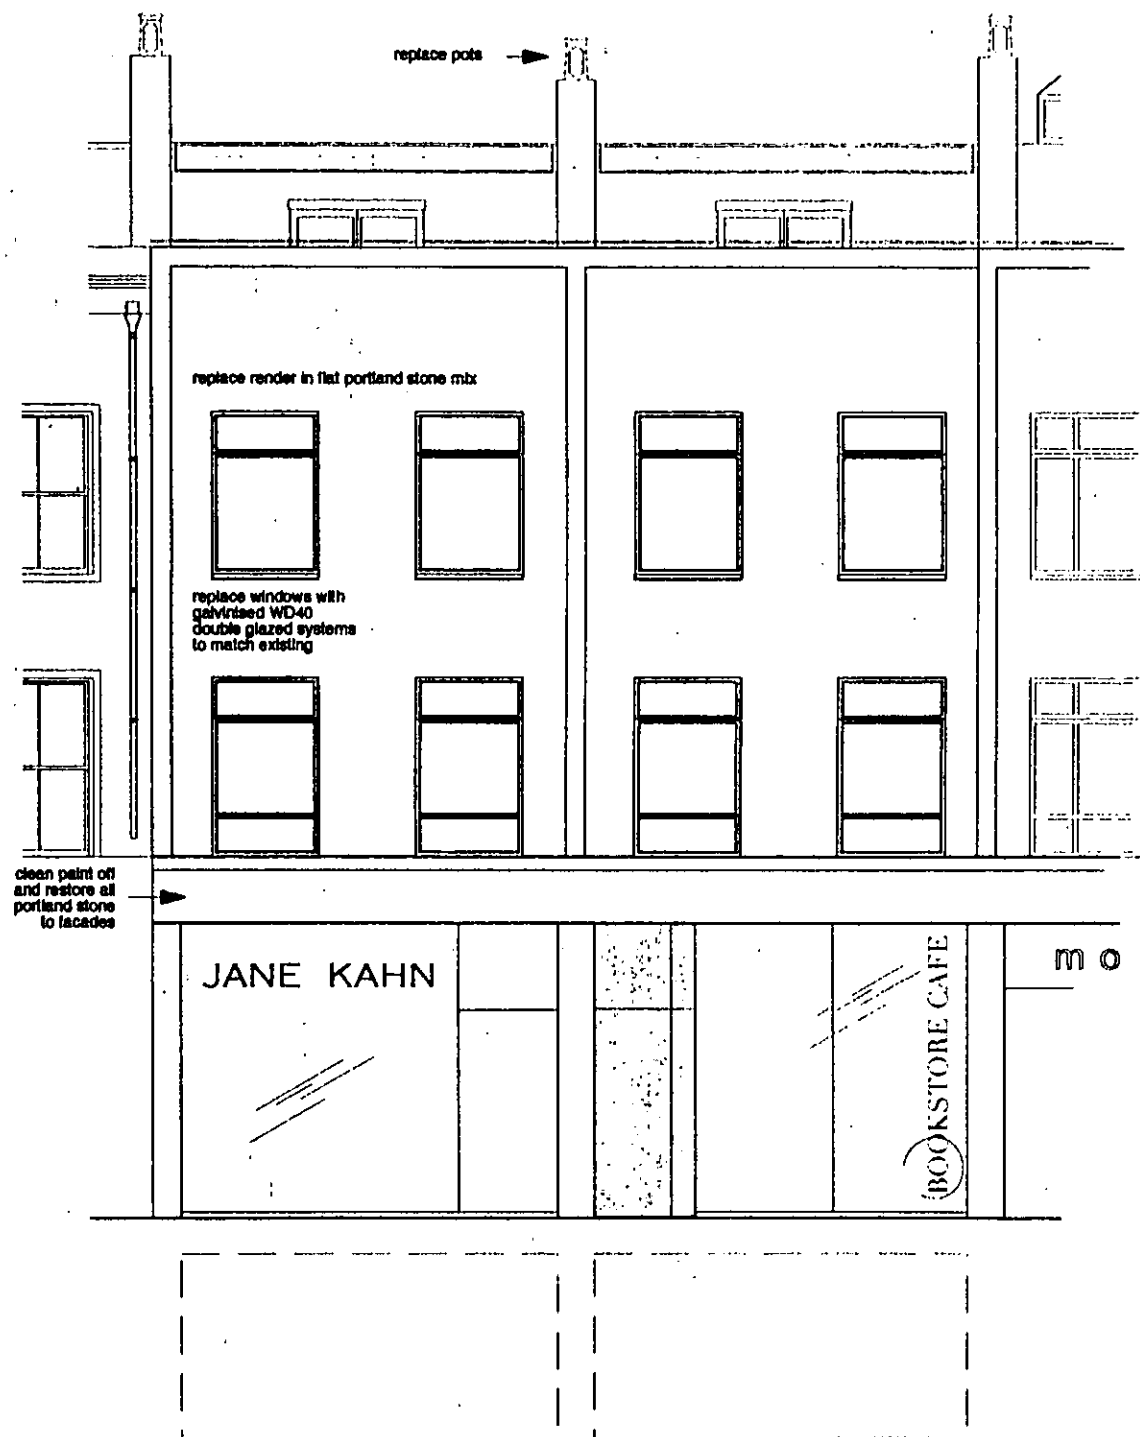 replace pots
replace render in flat portland stone mix
replace windows with
galvinised WD40
double glazed systems
to match existing
clean paint off
and restore all
portland stone
to facades
JANE KAHN
BOOKSTORE CAFE
mo